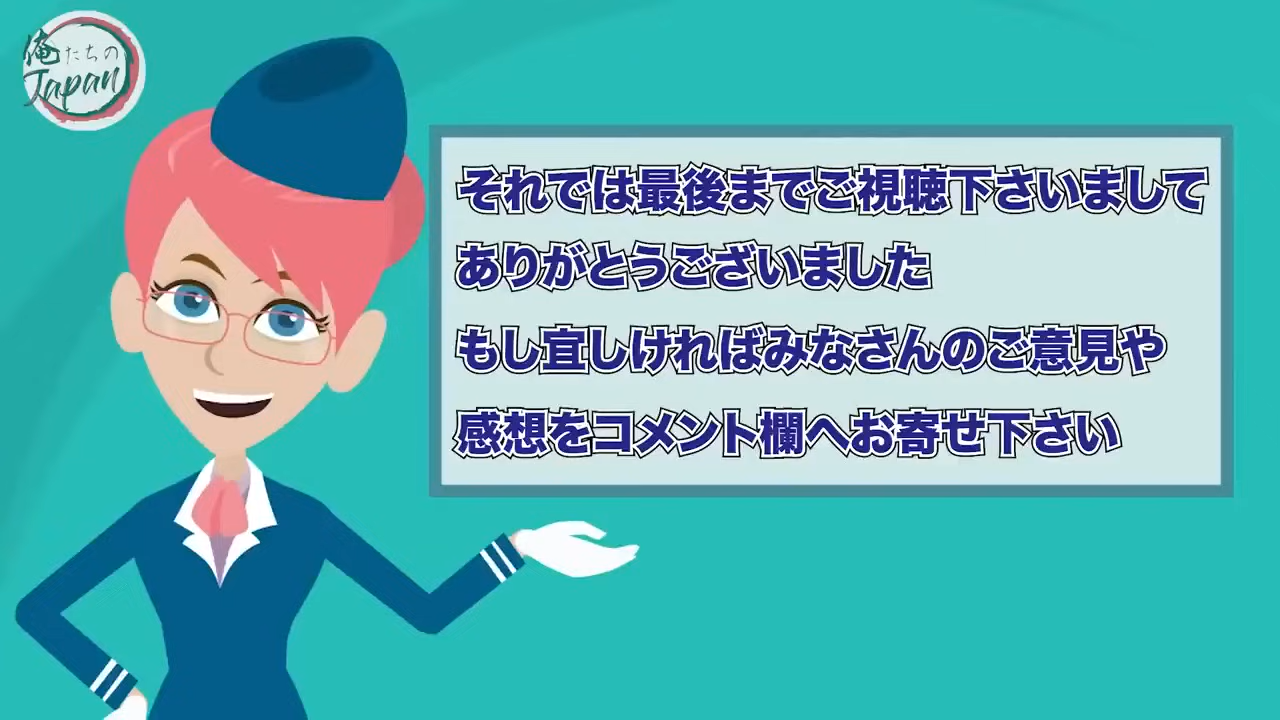 俺たちの
Japan
それでは最後までご視聴下さいまして
ありがとうございました
もし宜しければみなさんのご意見や
感想をコメント欄へお寄せ下さい